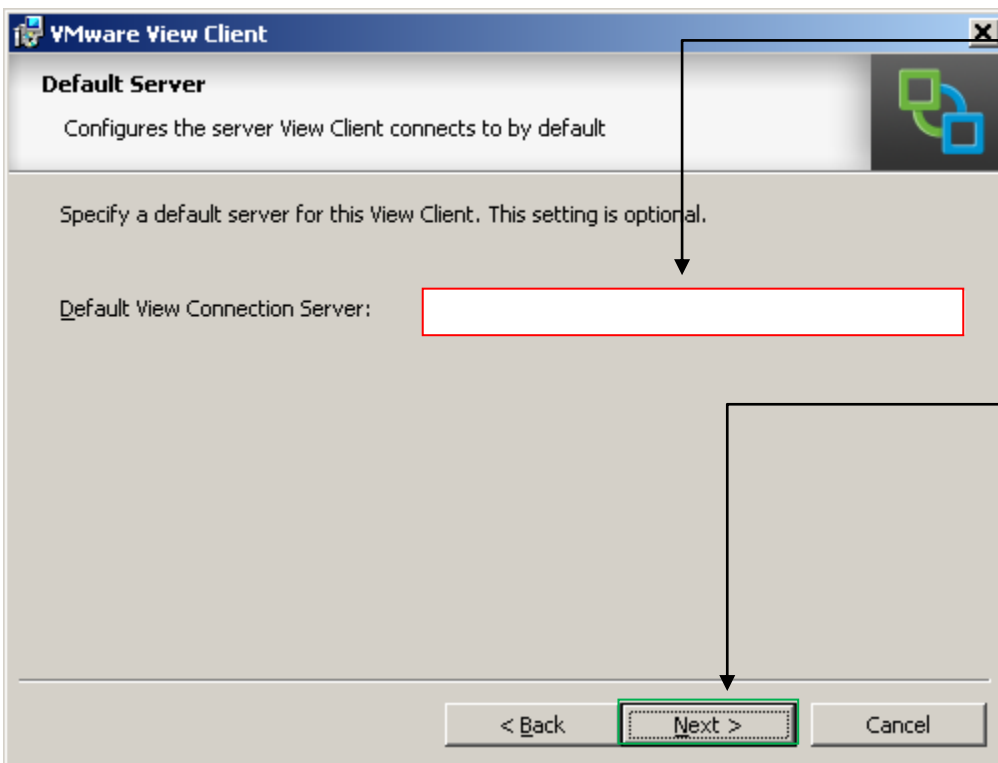 VMware View Client
Default Server
Configures the server View Client connects to by default
Specify a default server for this View Client. This setting is optional.
Default View Connection Server:
< Back Next > Cancel